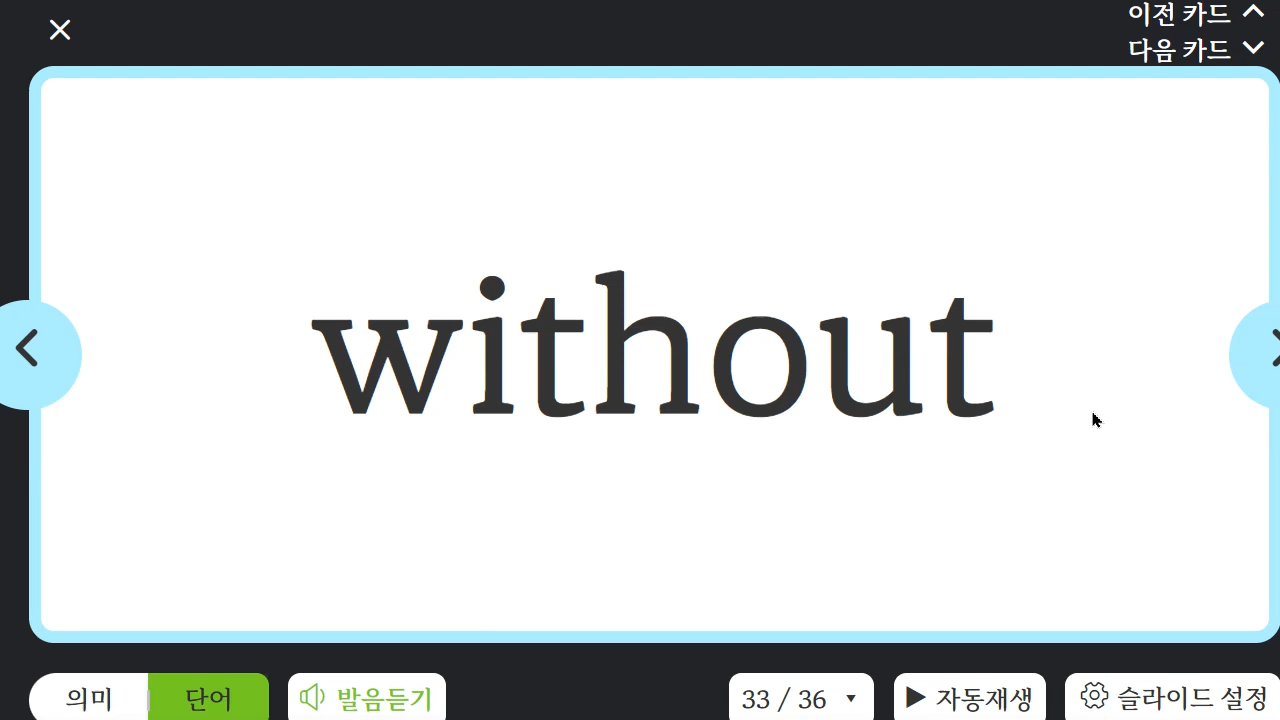 이전 카드
다음 카드
without
의미 단어 발음듣기 33 / 36 자동재생 슬라이드 설정